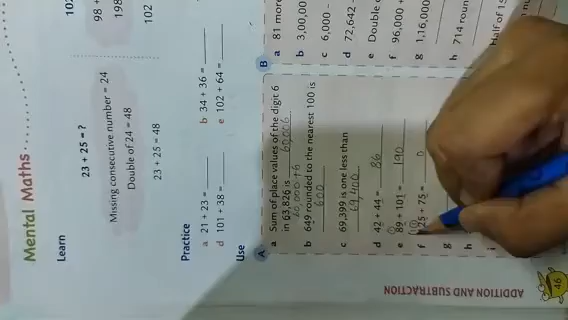 Mental Maths
Learn
23 + 25 = ?
Missing consecutive number = 24
Double of 24 = 48
23 + 25 = 48
Practice
a 21 + 23 =
b 34 + 36 =
d 101 + 38 =
e 102 + 64 =
Use
A
a Sum of place values of the digit 6
in 63,826 is 60,006
60,000+6
b 649 rounded to the nearest 100 is
600
c 69,399 is one less than
69,400
d 42 + 44 = 86
e 89 + 101 = 190
f 125 + 75 = 0
g
h
i
B
a 81 more
b 3,00,00
c 6,000 -
d 72,642 -
e Double
f 96,000 +
g 1,16,000
h 714 roun
Half of
102
98 +
198
102
ADDITION AND SUBTRACTION
46